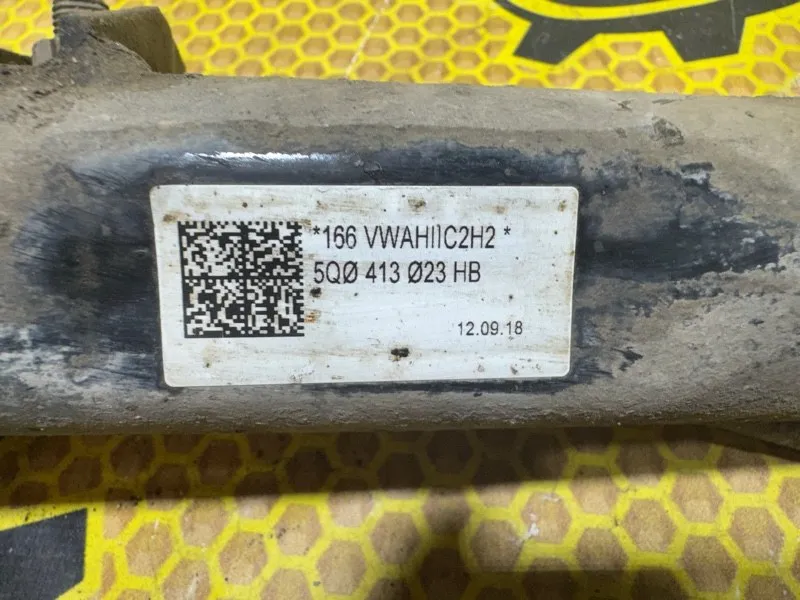 *166 VWAHIIC2H2 *
5QØ 413 Ø23 HB
12.09.18